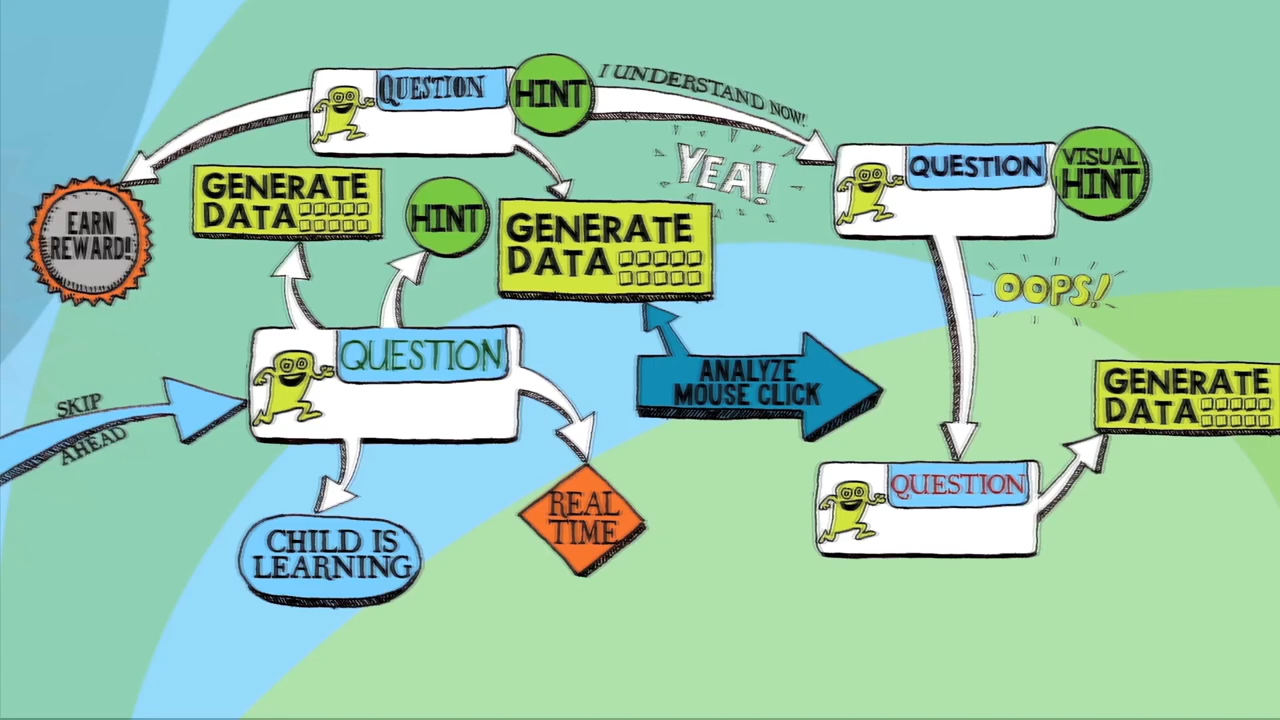 QUESTION
HINT
I UNDERSTAND NOW!
YEA!
QUESTION
VISUAL
HINT
EARN
REWARD!
GENERATE
DATA
HINT
GENERATE
DATA
OOPS!
QUESTION
ANALYZE
MOUSE CLICK
SKIP
AHEAD
GENERATE
DATA
QUESTION
REAL
TIME
CHILD IS
LEARNING